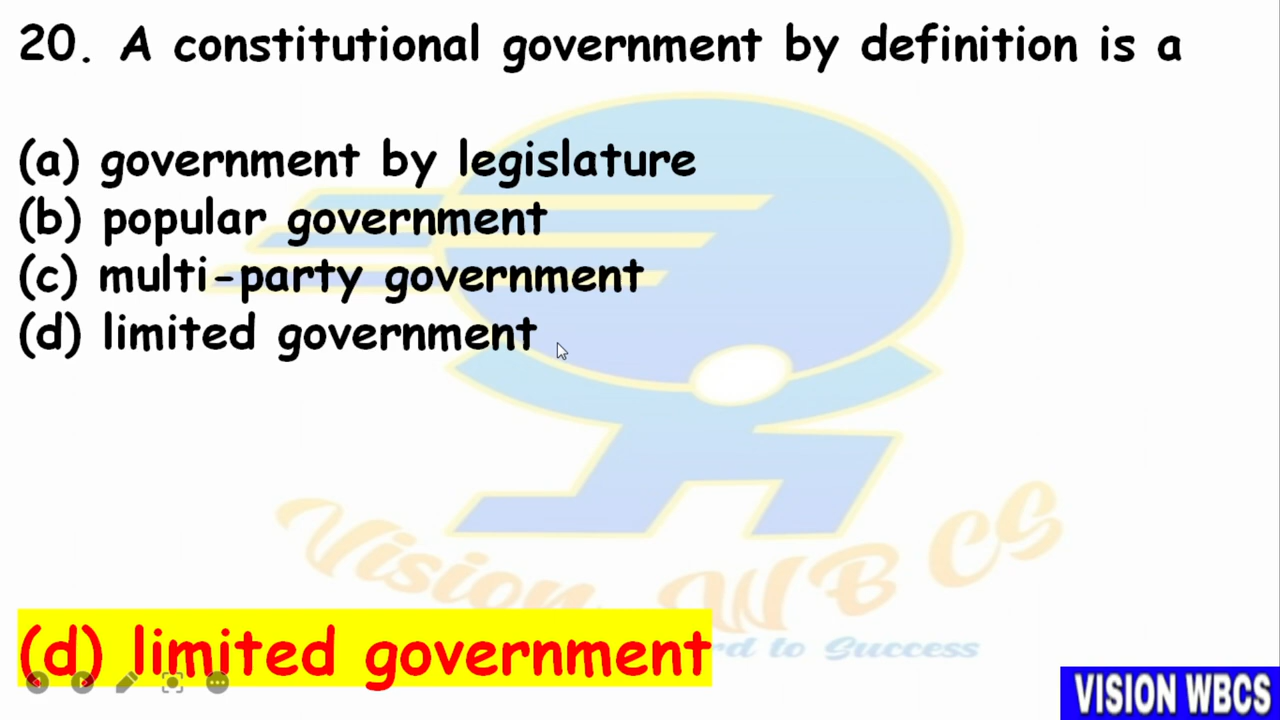 20. A constitutional government by definition is a
(a) government by legislature
(b) popular government
(c) multi-party government
(d) limited government
Vision WBCS
rd to Success
(d) limited government
VISION WBCS